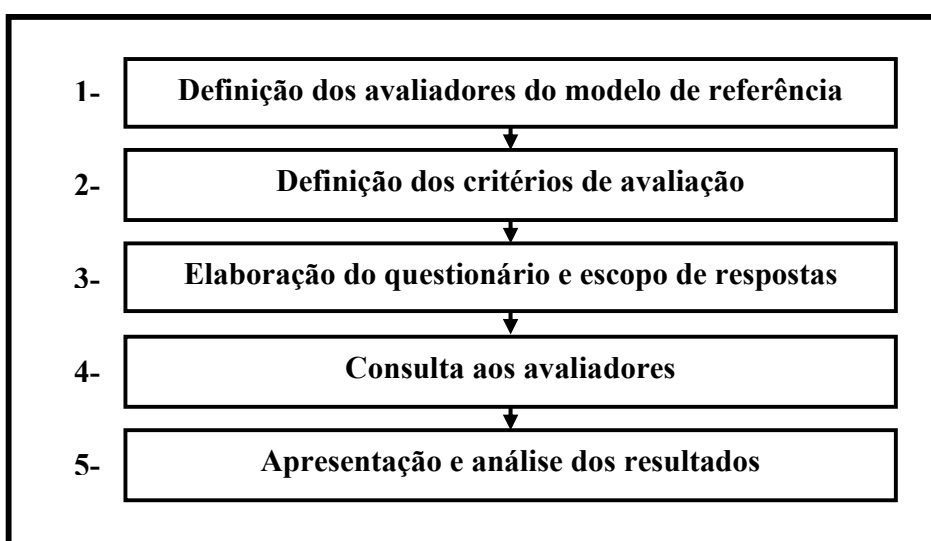 1- Definição dos avaliadores do modelo de referência
2- Definição dos critérios de avaliação
3- Elaboração do questionário e escopo de respostas
4- Consulta aos avaliadores
5- Apresentação e análise dos resultados